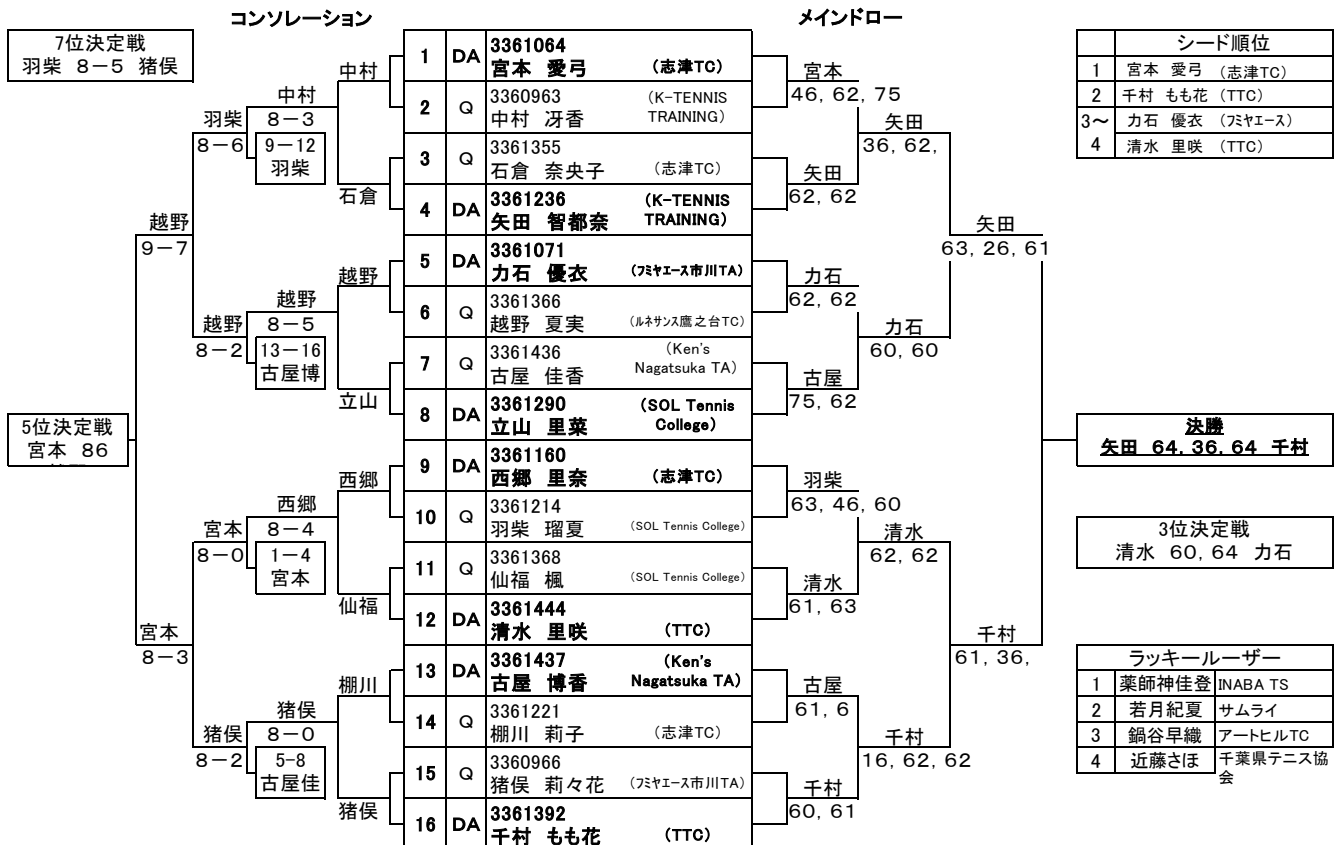 コンソレーション
メインドロー
7位決定戦
羽柴 8-5 猪俣
シード順位
1 宮本 愛弓 (志津TC)
2 千村 もも花 (TTC)
3～ 力石 優衣 (フミヤエース)
4 清水 里咲 (TTC)
1 DA 3361064
宮本 愛弓 (志津TC)
2 Q 3360963 (K-TENNIS
中村 冴香 TRAINING)
3 Q 3361355
石倉 奈央子 (志津TC)
4 DA 3361236 (K-TENNIS
矢田 智都奈 TRAINING)
5 DA 3361071
力石 優衣 (フミヤエース市川TA)
6 Q 3361366
越野 夏実 (ルネサンス鷹之台TC)
7 Q 3361436 (Ken's
古屋 佳香 Nagatsuka TA)
8 DA 3361290 (SOL Tennis
立山 里菜 College)
9 DA 3361160
西郷 里奈 (志津TC)
10 Q 3361214
羽柴 瑠夏 (SOL Tennis College)
11 Q 3361368
仙福 楓 (SOL Tennis College)
12 DA 3361444
清水 里咲 (TTC)
13 DA 3361437 (Ken's
古屋 博香 Nagatsuka TA)
14 Q 3361221
棚川 莉子 (志津TC)
15 Q 3360966
猪俣 莉々花 (フミヤエース市川TA)
16 DA 3361392
千村 もも花 (TTC)
中村
石倉
越野
立山
西郷
仙福
棚川
猪俣
中村
8-3
9-12
羽柴
越野
8-5
13-16
古屋博
西郷
8-4
1-4
宮本
猪俣
8-0
5-8
古屋佳
羽柴
8-6
越野
8-2
宮本
8-0
猪俣
8-2
越野
9-7
宮本
8-3
5位決定戦
宮本 86
宮本
46, 62, 75
矢田
62, 62
力石
62, 62
古屋
75, 62
羽柴
63, 46, 60
清水
61, 63
古屋
61, 6
千村
60, 61
矢田
36, 62,
力石
60, 60
清水
62, 62
千村
16, 62, 62
矢田
63, 26, 61
千村
61, 36,
決勝
矢田 64, 36, 64 千村
3位決定戦
清水 60, 64 力石
ラッキールーザー
1 薬師神佳登 INABA TS
2 若月紀夏 サムライ
3 鍋谷早織 アートヒルTC
4 近藤さほ 千葉県テニス協
会